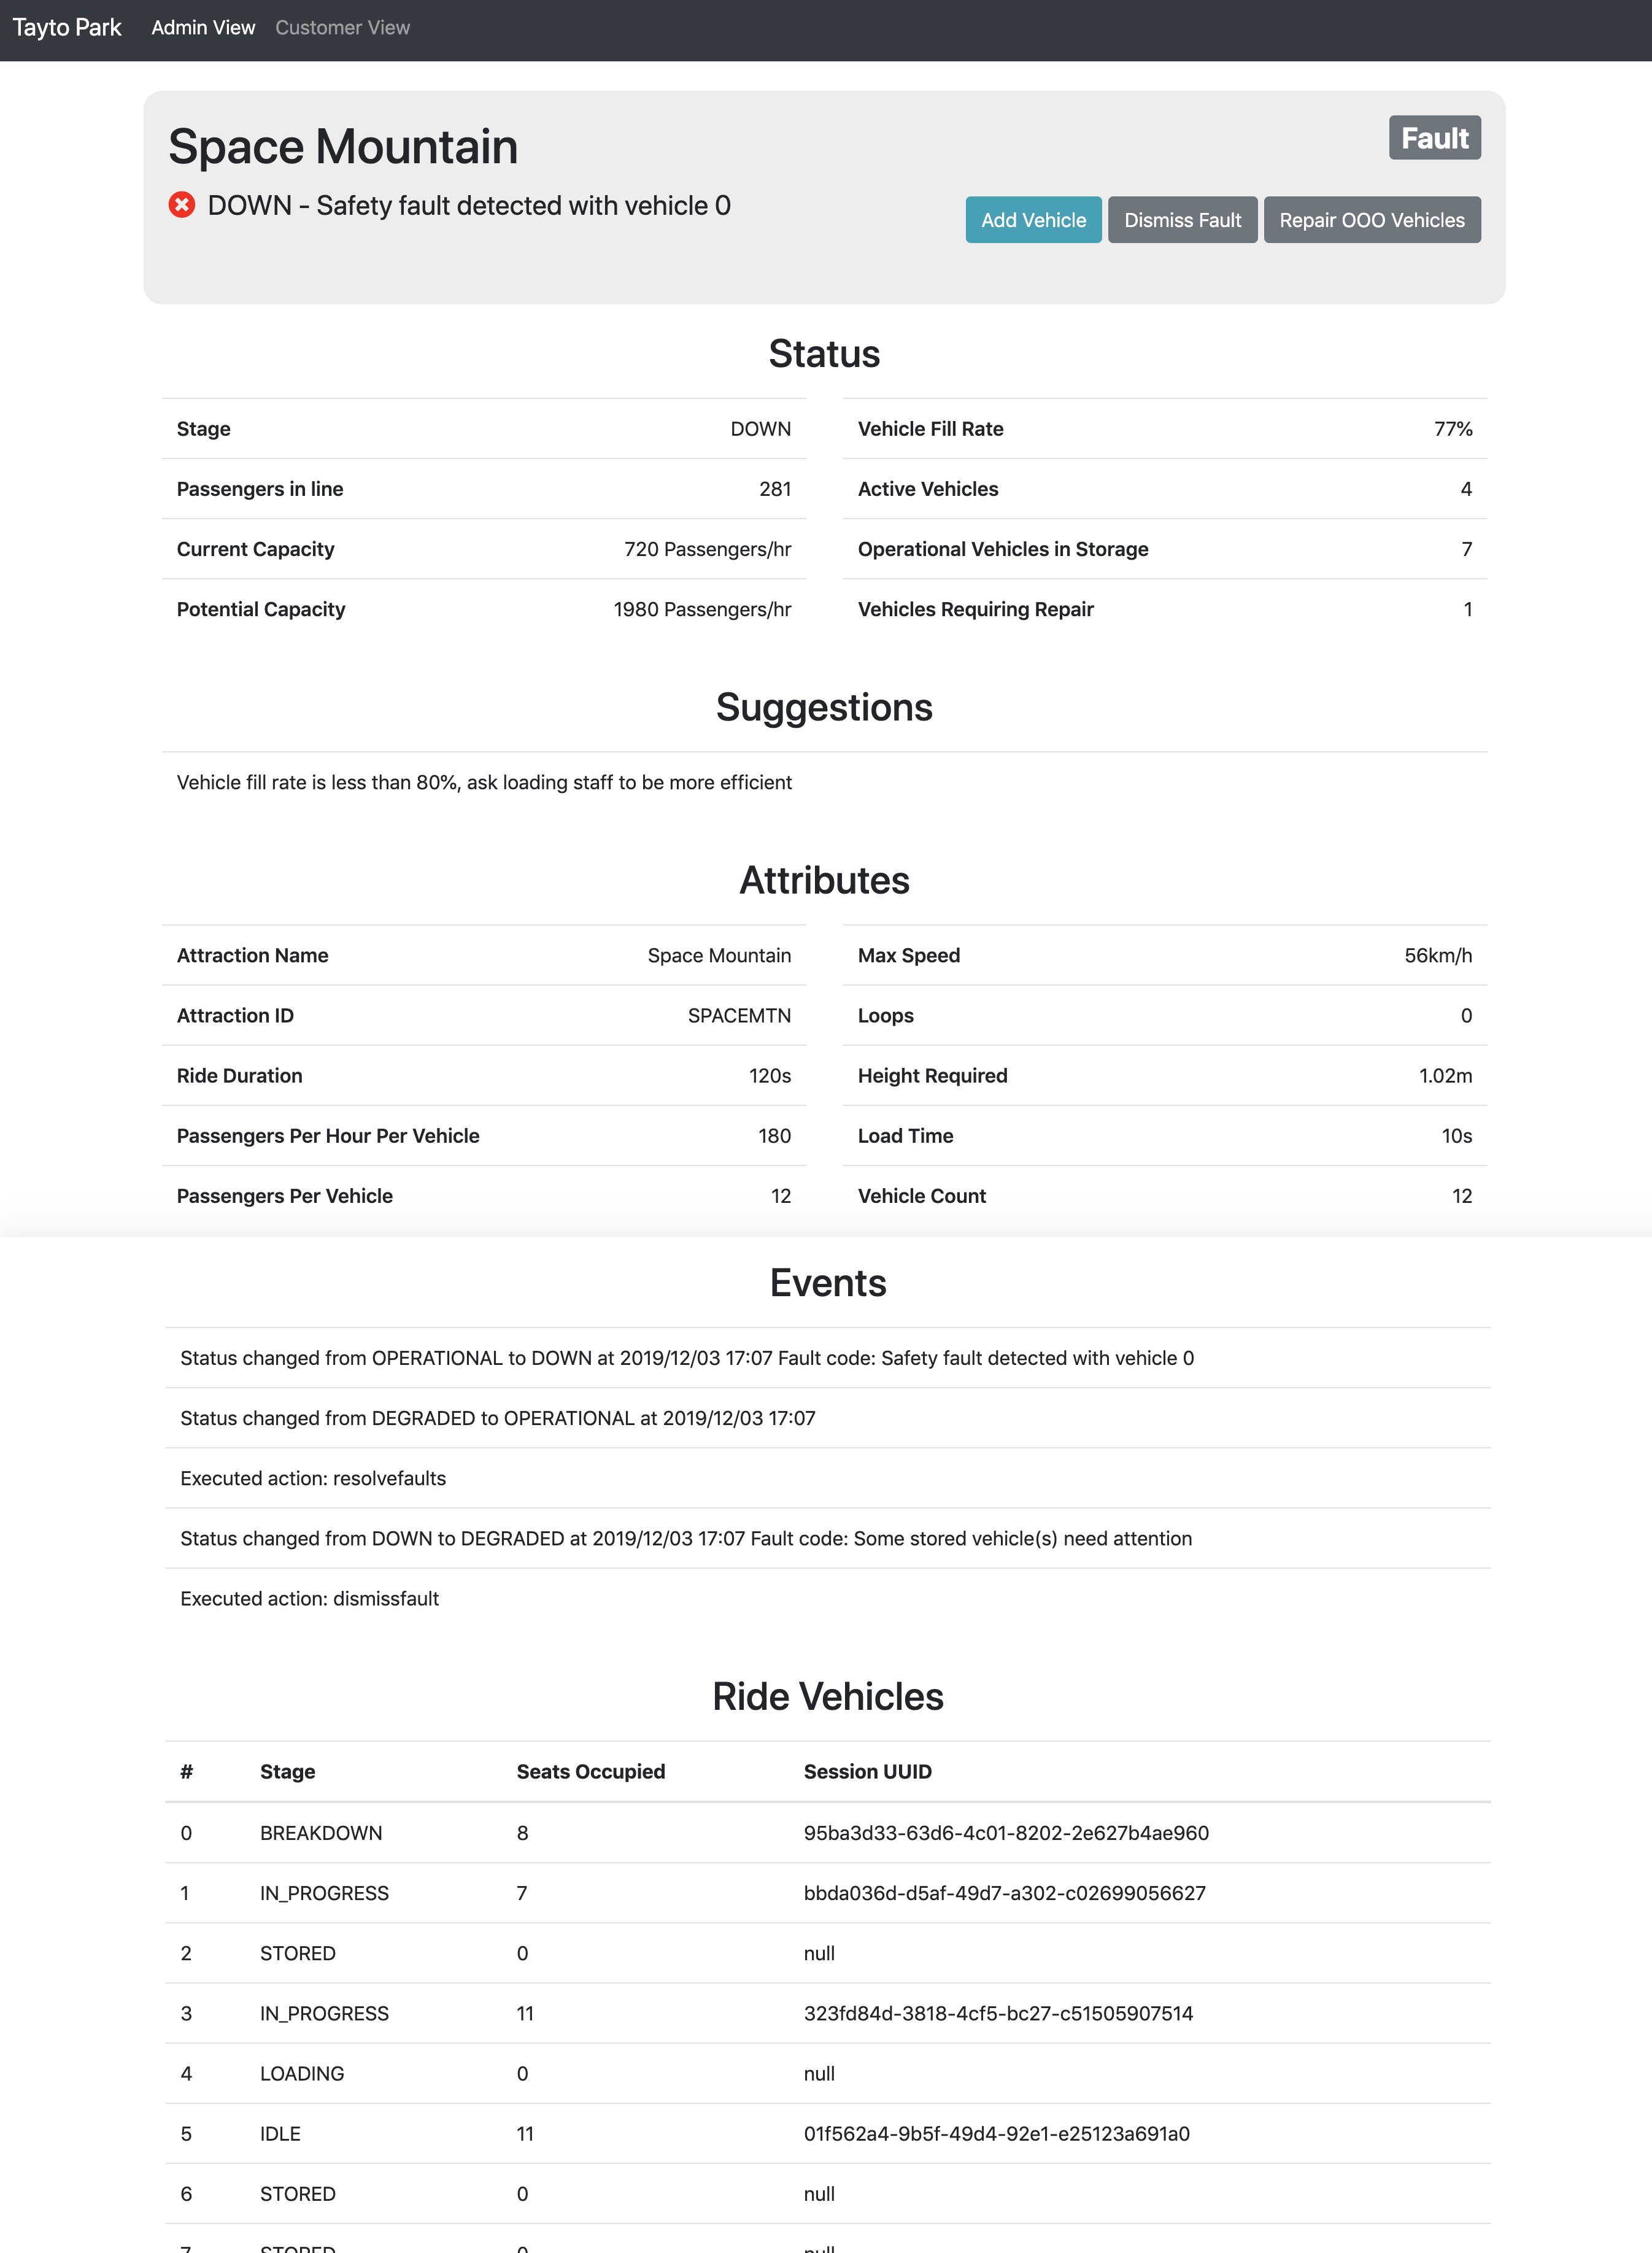 Tayto Park Admin View Customer View
Space Mountain
Fault
DOWN - Safety fault detected with vehicle 0
Add Vehicle Dismiss Fault Repair OOO Vehicles
Status
Stage DOWN
Passengers in line 281
Current Capacity 720 Passengers/hr
Potential Capacity 1980 Passengers/hr
Vehicle Fill Rate 77%
Active Vehicles 4
Operational Vehicles in Storage 7
Vehicles Requiring Repair 1
Suggestions
Vehicle fill rate is less than 80%, ask loading staff to be more efficient
Attributes
Attraction Name Space Mountain
Attraction ID SPACEMTN
Ride Duration 120s
Passengers Per Hour Per Vehicle 180
Passengers Per Vehicle 12
Max Speed 56km/h
Loops 0
Height Required 1.02m
Load Time 10s
Vehicle Count 12
Events
Status changed from OPERATIONAL to DOWN at 2019/12/03 17:07 Fault code: Safety fault detected with vehicle 0
Status changed from DEGRADED to OPERATIONAL at 2019/12/03 17:07
Executed action: resolvefaults
Status changed from DOWN to DEGRADED at 2019/12/03 17:07 Fault code: Some stored vehicle(s) need attention
Executed action: dismissfault
Ride Vehicles
# Stage Seats Occupied Session UUID
0 BREAKDOWN 8 95ba3d33-63d6-4c01-8202-2e627b4ae960
1 IN_PROGRESS 7 bbda036d-d5af-49d7-a302-c02699056627
2 STORED 0 null
3 IN_PROGRESS 11 323fd84d-3818-4cf5-bc27-c51505907514
4 LOADING 0 null
5 IDLE 11 01f562a4-9b5f-49d4-92e1-e25123a691a0
6 STORED 0 null
7 STORED 0 null